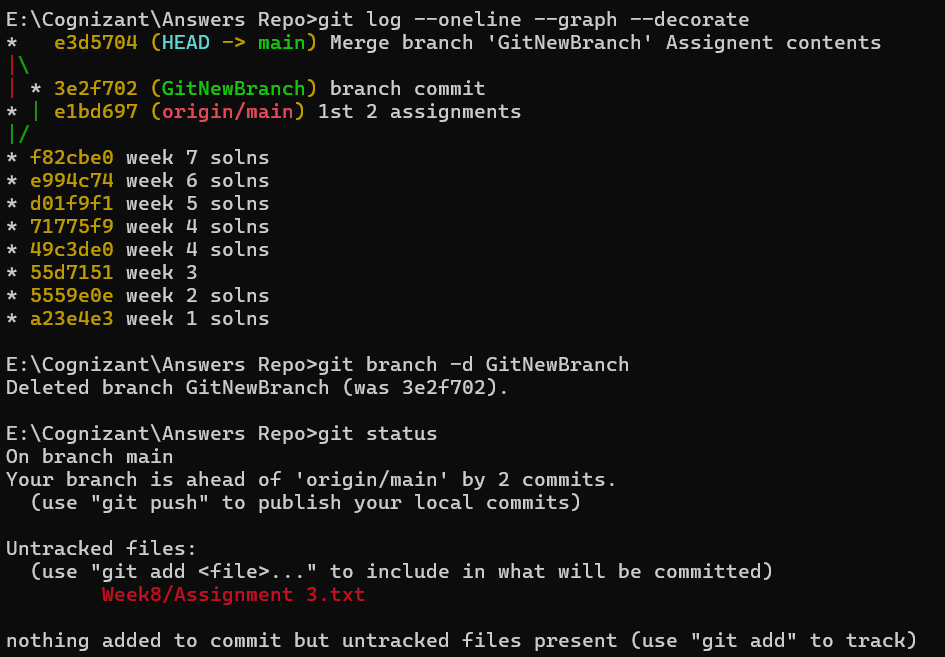 E:\Cognizant\Answers Repo>git log --oneline --graph --decorate
*   e3d5704 (HEAD -> main) Merge branch 'GitNewBranch' Assignent contents
|\
| * 3e2f702 (GitNewBranch) branch commit
* | e1bd697 (origin/main) 1st 2 assignments
|/
* f82cbe0 week 7 solns
* e994c74 week 6 solns
* d01f9f1 week 5 solns
* 71775f9 week 4 solns
* 49c3de0 week 4 solns
* 55d7151 week 3
* 5559e0e week 2 solns
* a23e4e3 week 1 solns

E:\Cognizant\Answers Repo>git branch -d GitNewBranch
Deleted branch GitNewBranch (was 3e2f702).

E:\Cognizant\Answers Repo>git status
On branch main
Your branch is ahead of 'origin/main' by 2 commits.
  (use "git push" to publish your local commits)

Untracked files:
  (use "git add <file>..." to include in what will be committed)
        Week8/Assignment 3.txt

nothing added to commit but untracked files present (use "git add" to track)